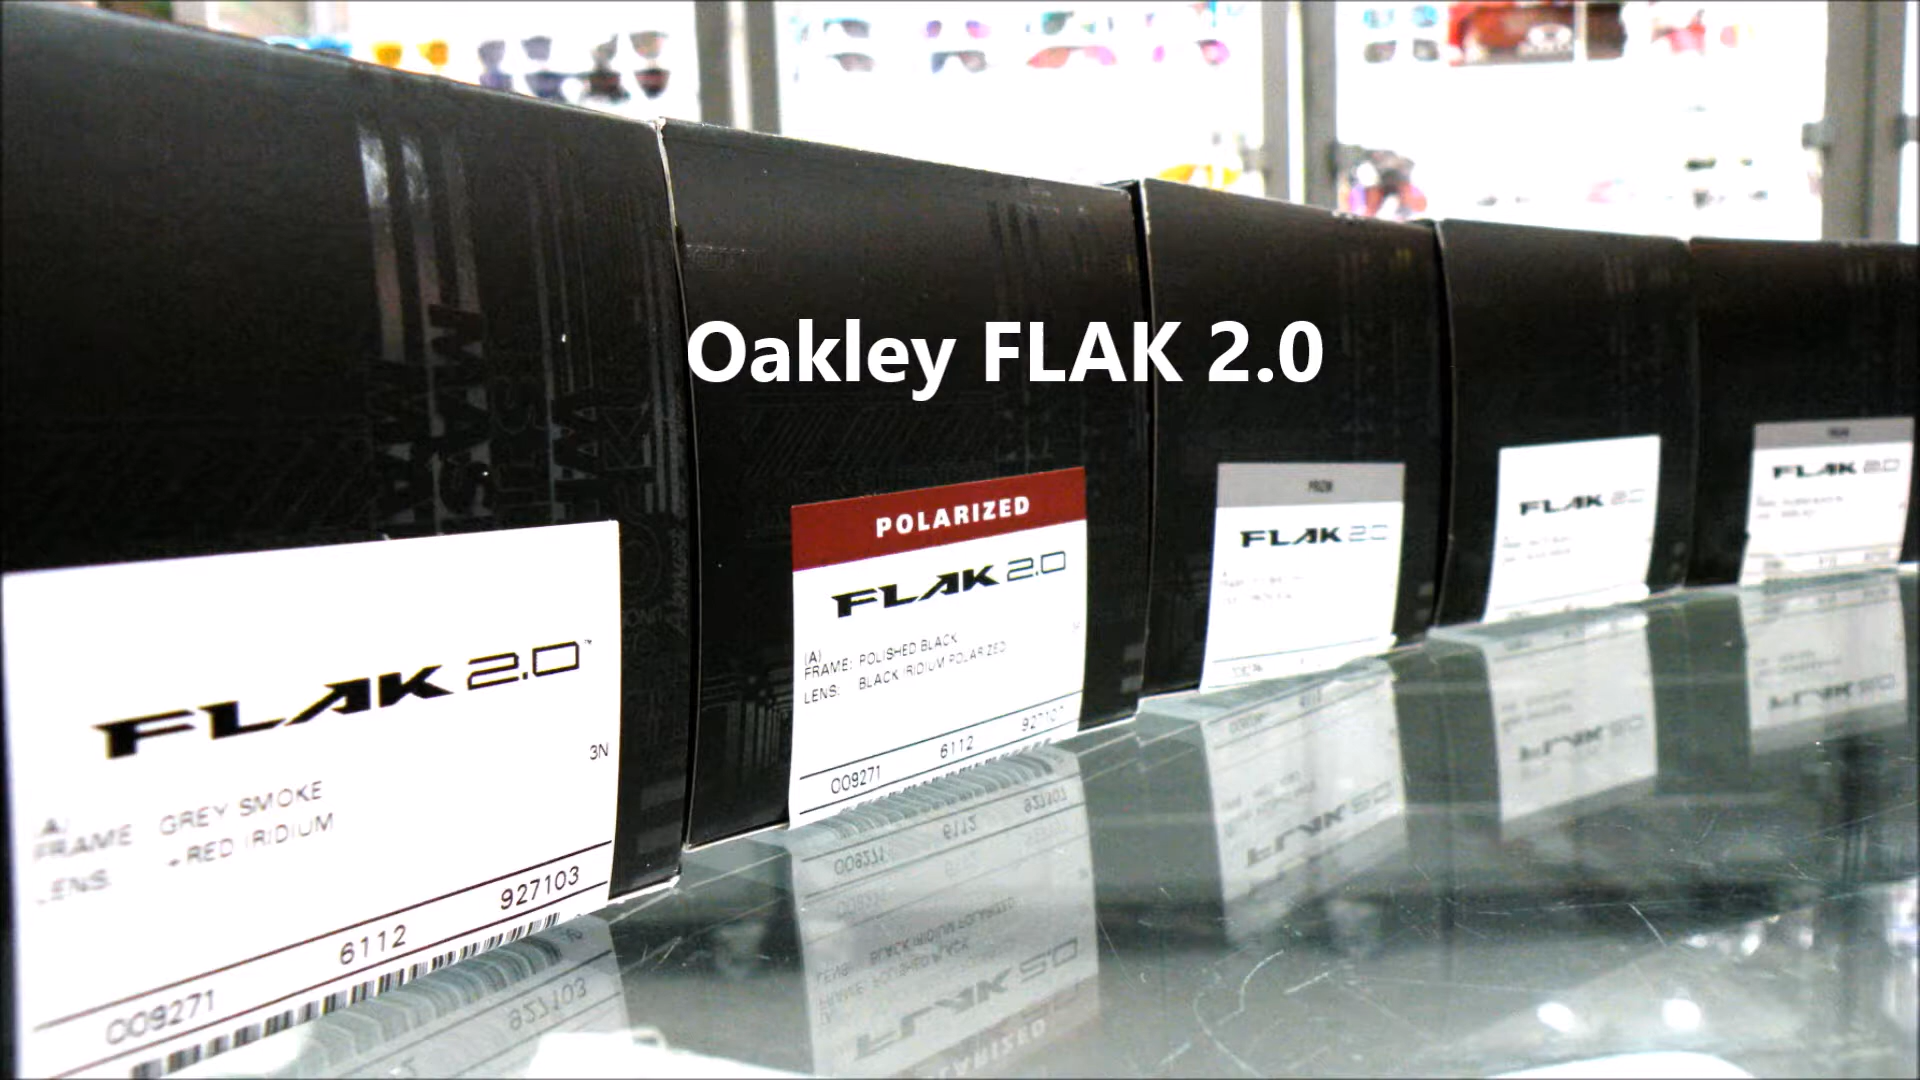 Oakley FLAK 2.0
FLAK 2.0™
3N
(A)
FRAME GREY SMOKE
LENS: +RED IRIDIUM
009271 6112 927103
POLARIZED
FLAK 2.0
(A)
FRAME: POLISHED BLACK
LENS: BLACK IRIDIUM POLARIZED
009271 6112
PRIZM
FLAK 2.0
FLAK 2.0
FLAK 2.0